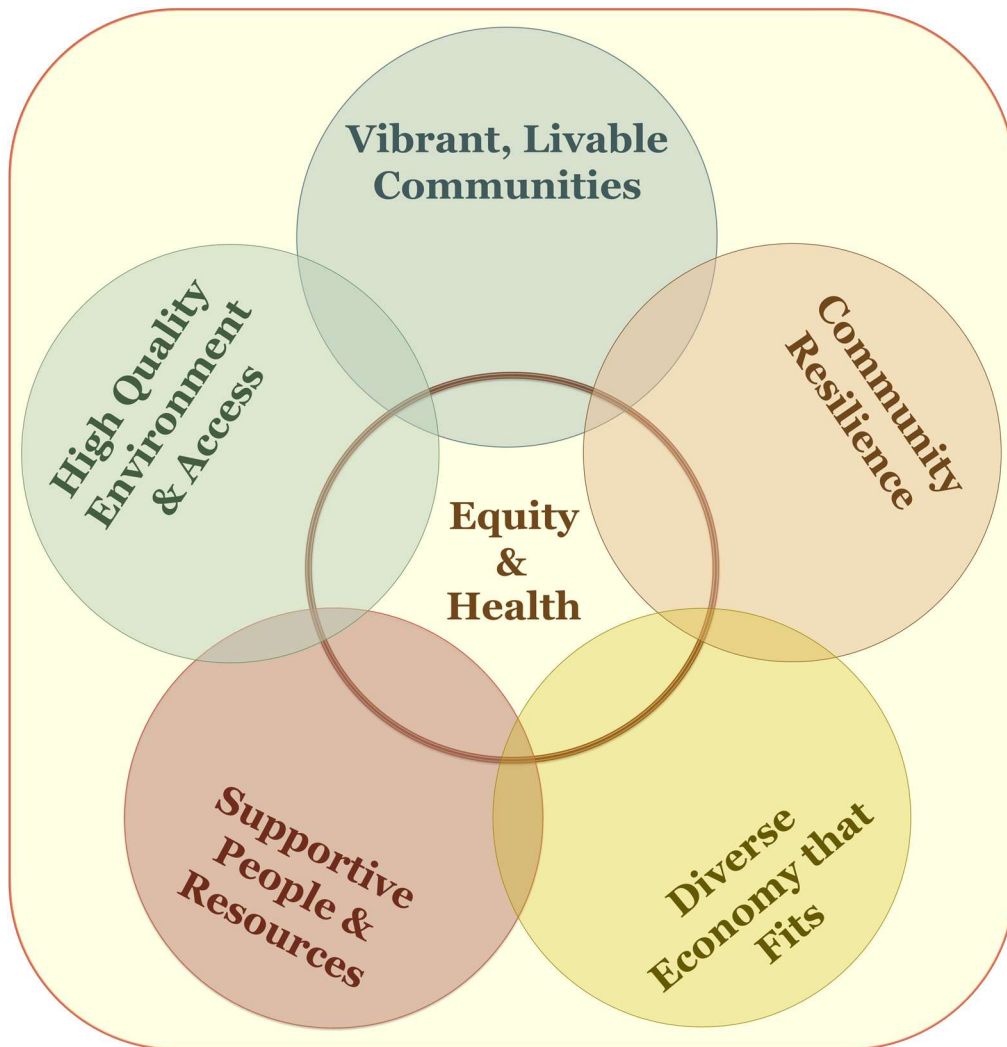 Vibrant, Livable
Communities
High Quality
Environment
& Access
Community
Resilience
Equity
&
Health
Supportive
People &
Resources
Diverse
Economy that
Fits